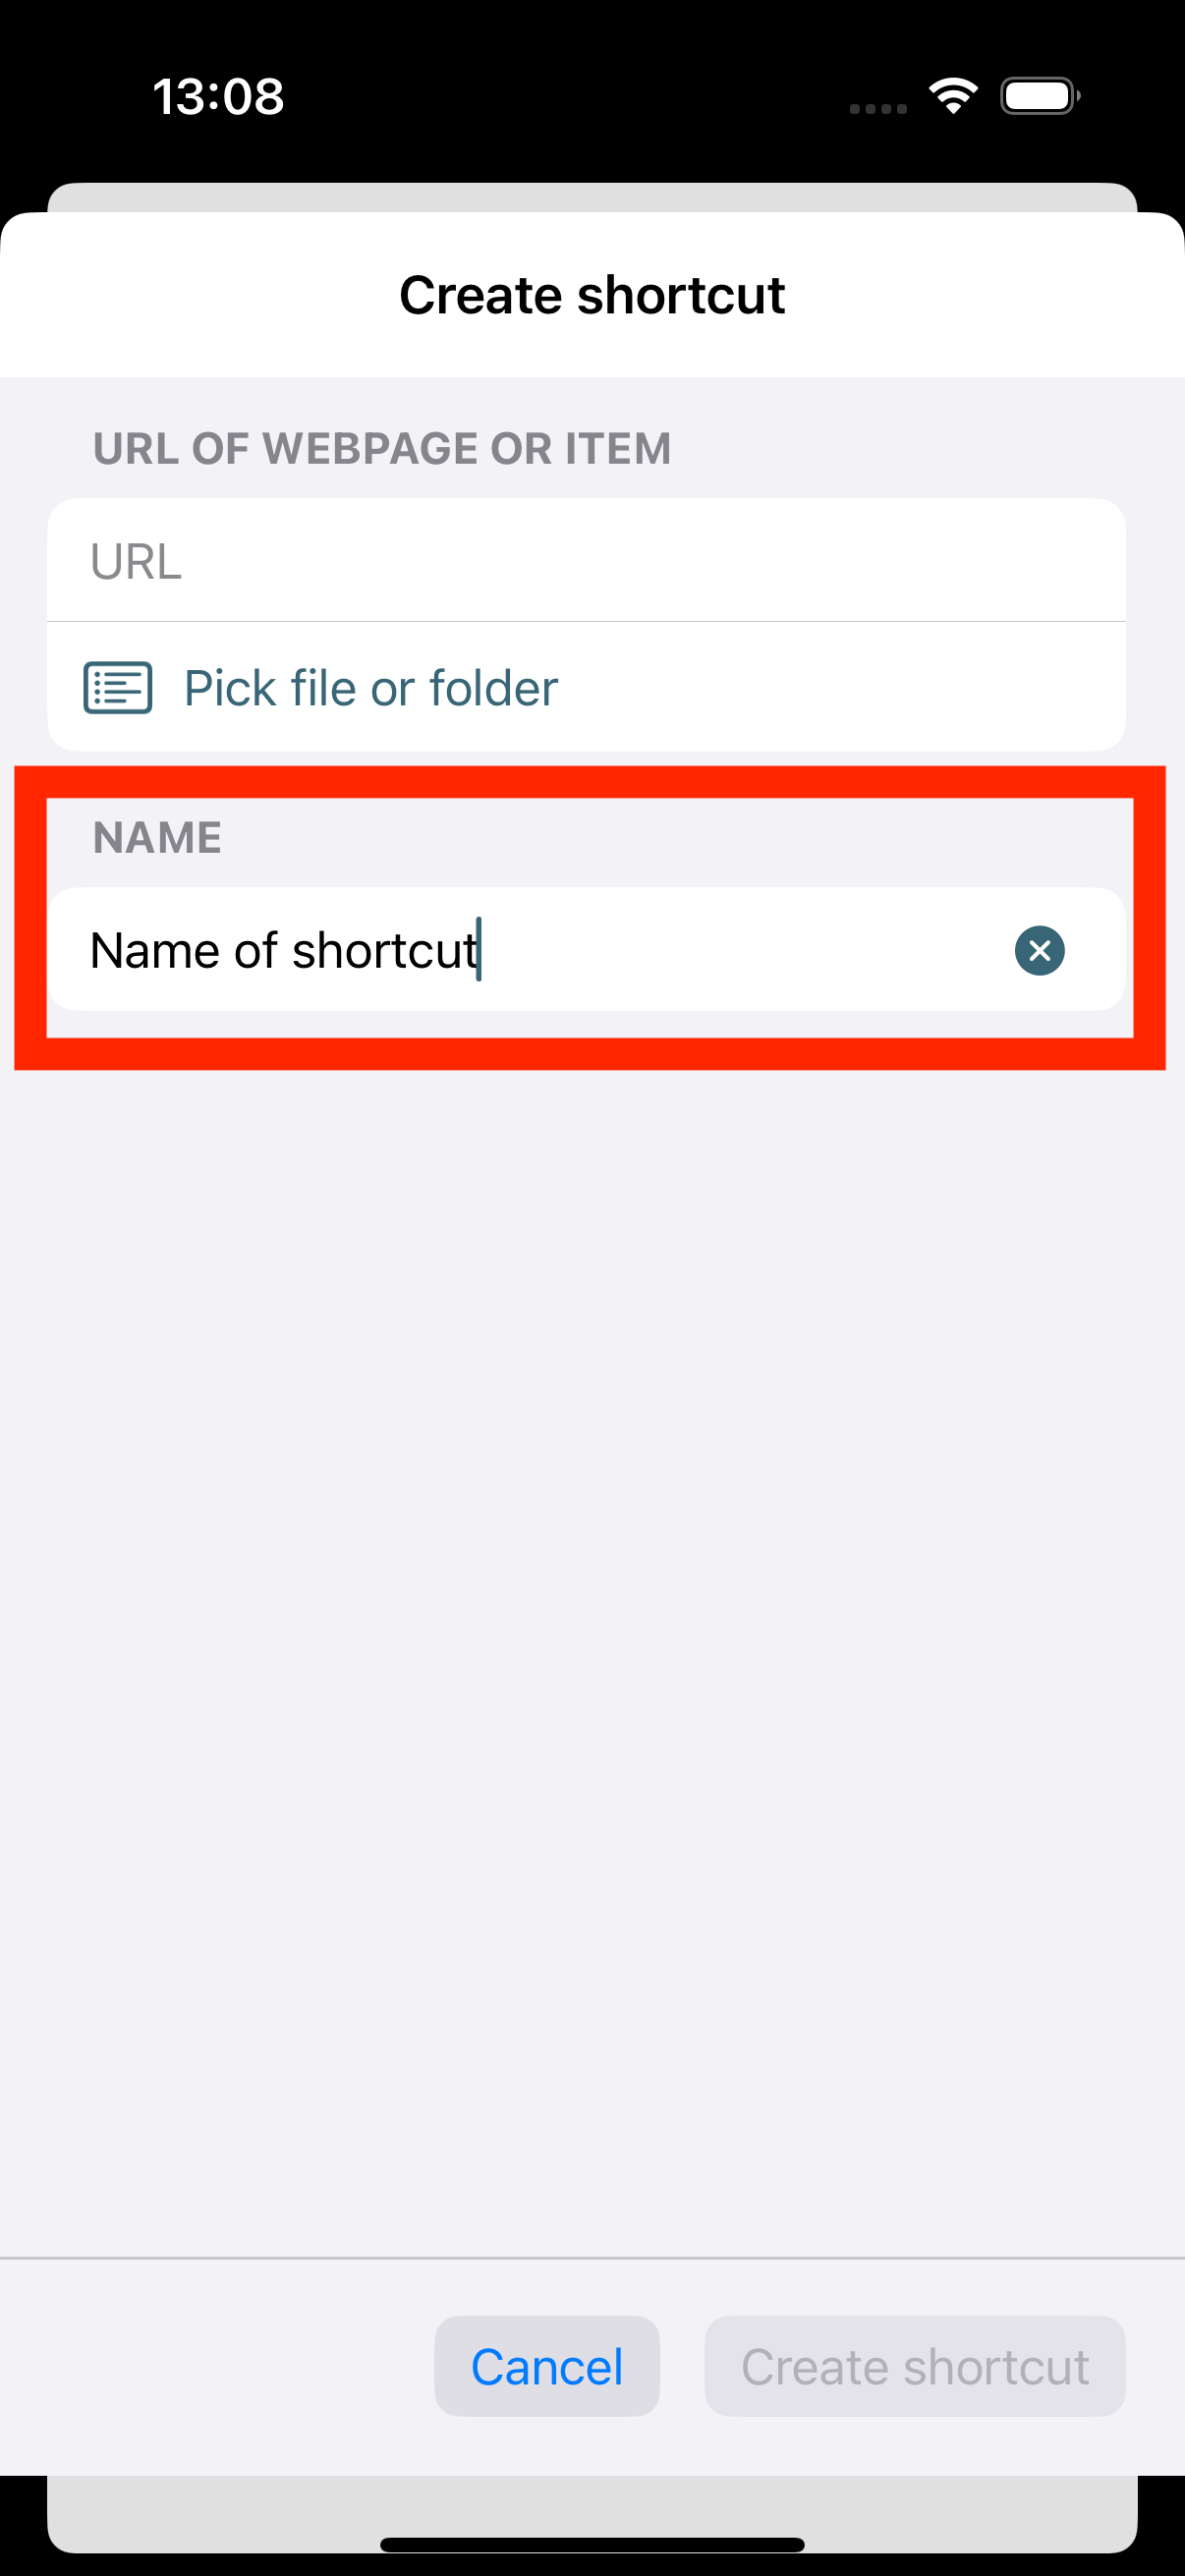 13:08
Create shortcut
URL OF WEBPAGE OR ITEM
URL
Pick file or folder
NAME
Name of shortcut
Cancel
Create shortcut